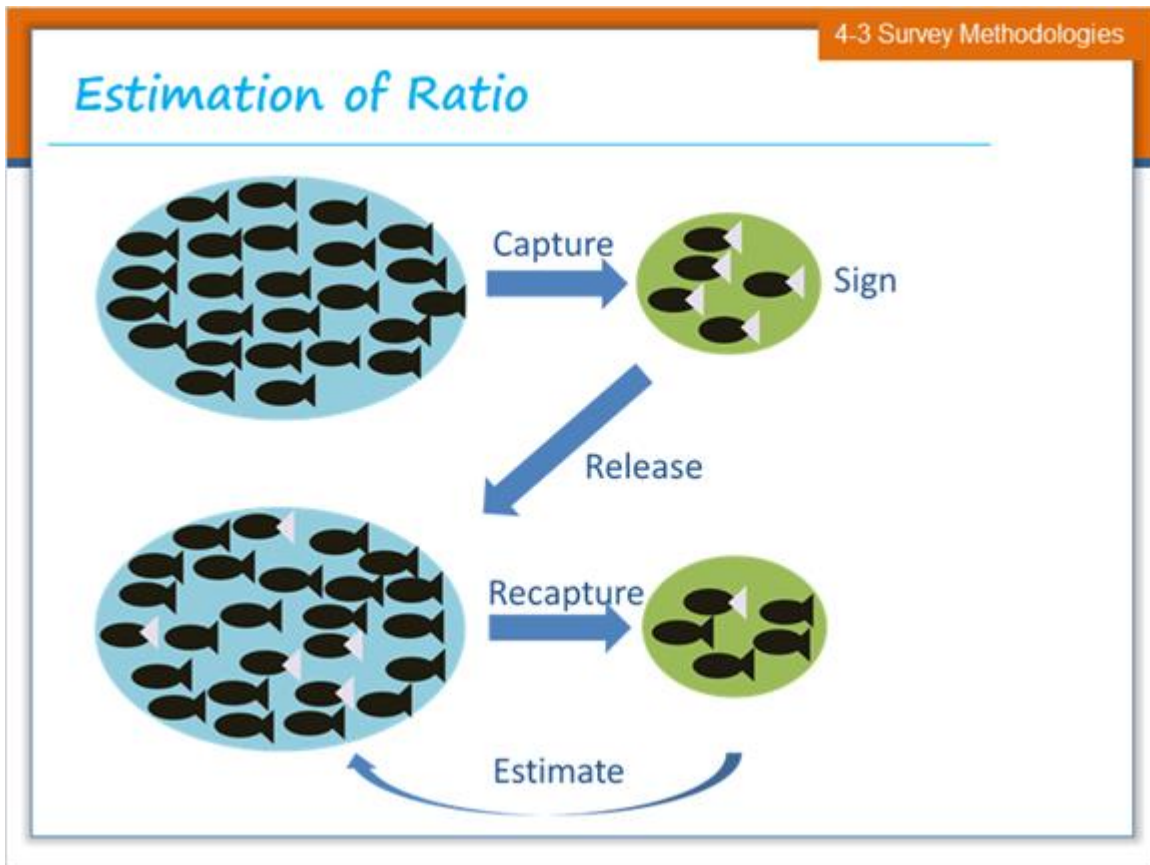 4-3 Survey Methodologies
Estimation of Ratio
Capture
Sign
Release
Recapture
Estimate